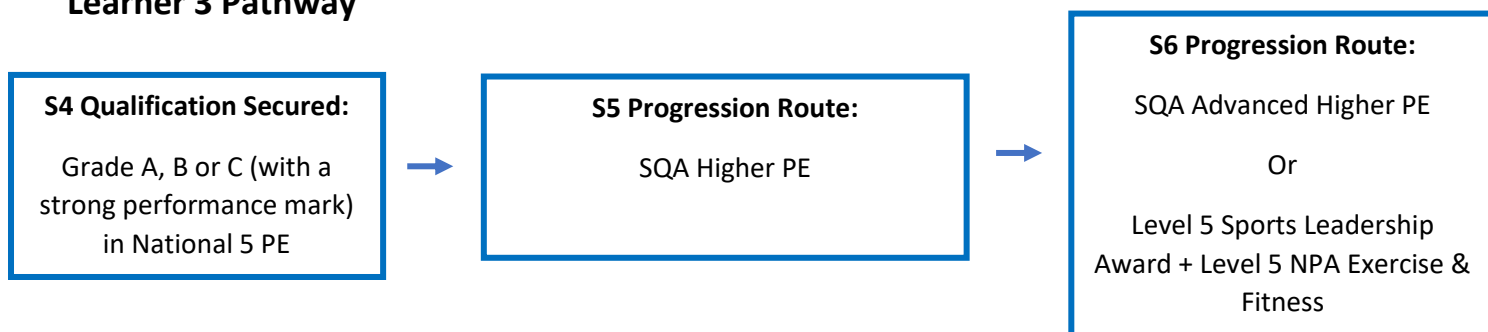 Learner 3 Pathway
S4 Qualification Secured:
Grade A, B or C (with a
strong performance mark)
in National 5 PE
S5 Progression Route:
SQA Higher PE
S6 Progression Route:
SQA Advanced Higher PE
Or
Level 5 Sports Leadership
Award + Level 5 NPA Exercise &
Fitness